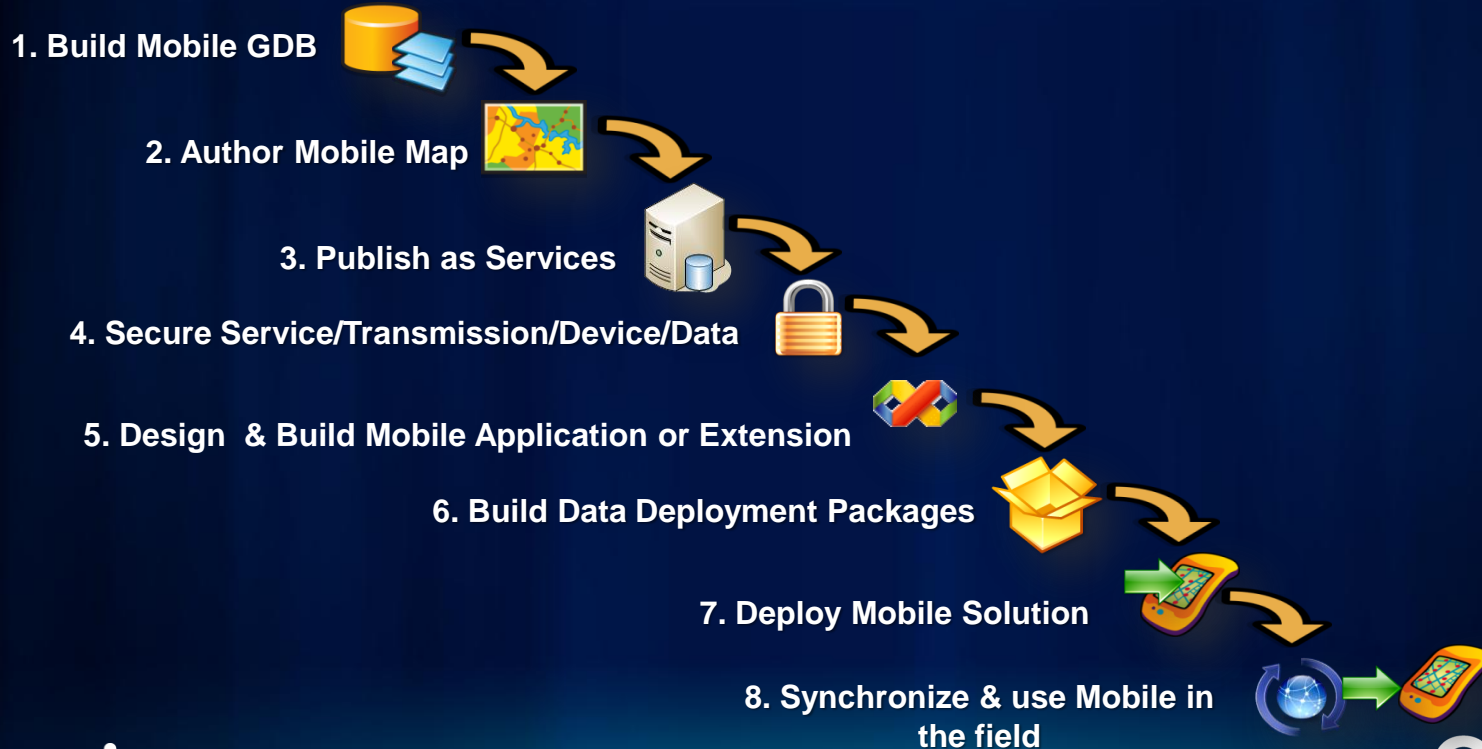 1. Build Mobile GDB
2. Author Mobile Map
3. Publish as Services
4. Secure Service/Transmission/Device/Data
5. Design & Build Mobile Application or Extension
6. Build Data Deployment Packages
7. Deploy Mobile Solution
8. Synchronize & use Mobile in
the field